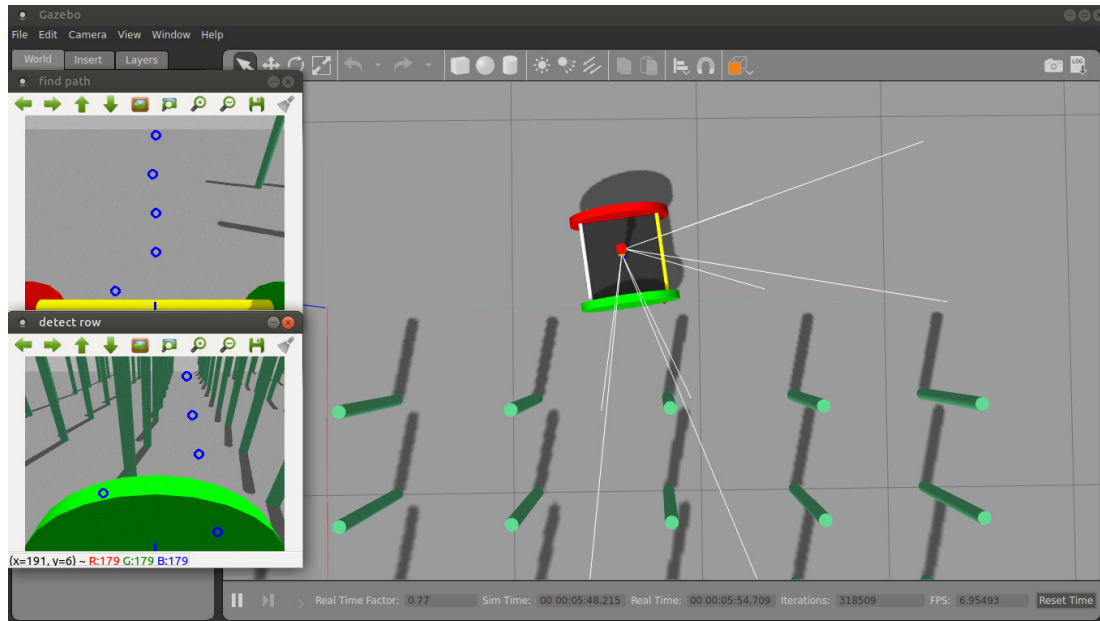 Gazebo
File Edit Camera View Window Help
World Insert Layers
LOG
find path
detect row
(x=191, y=6) ~ R:179 G:179 B:179
Real Time Factor: 0.77 Sim Time: 00 00:05:48.215 Real Time: 00 00:05:54.709 Iterations: 318509 FPS: 6.95493 Reset Time